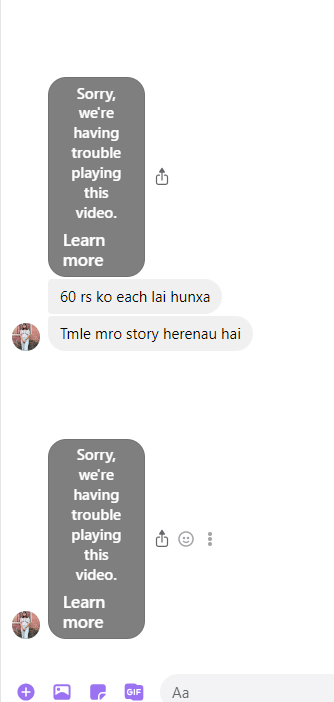 Sorry,
we're
having
trouble
playing
this
video.
Learn
more
60 rs ko each lai hunxa
Tmle mro story herenau hai
Sorry,
we're
having
trouble
playing
this
video.
Learn
more
GIF
Aa